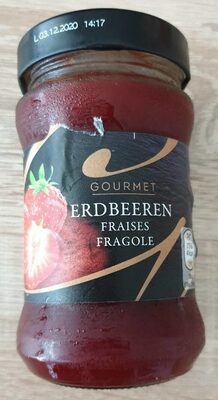 L 03.12.2020 14:17
GOURMET
ERDBEEREN
FRAISES
FRAGOLE